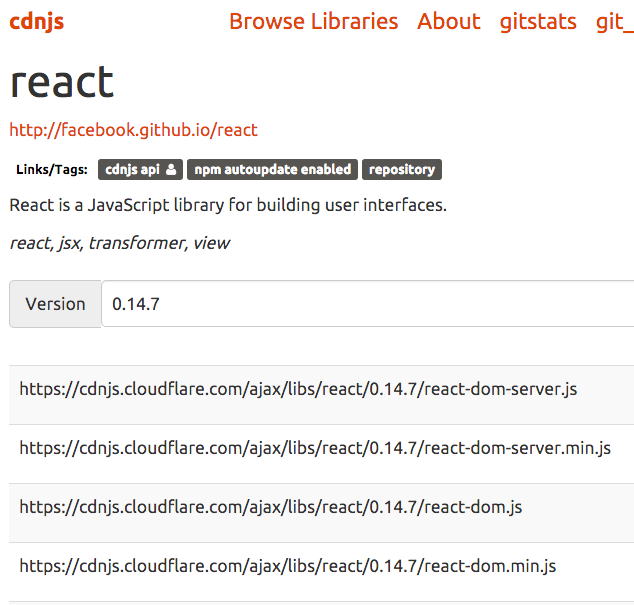 cdnjs Browse Libraries About gitstats git_
react
http://facebook.github.io/react
Links/Tags: cdnjs api npm autoupdate enabled repository
React is a JavaScript library for building user interfaces.
react, jsx, transformer, view
Version 0.14.7
https://cdnjs.cloudflare.com/ajax/libs/react/0.14.7/react-dom-server.js
https://cdnjs.cloudflare.com/ajax/libs/react/0.14.7/react-dom-server.min.js
https://cdnjs.cloudflare.com/ajax/libs/react/0.14.7/react-dom.js
https://cdnjs.cloudflare.com/ajax/libs/react/0.14.7/react-dom.min.js